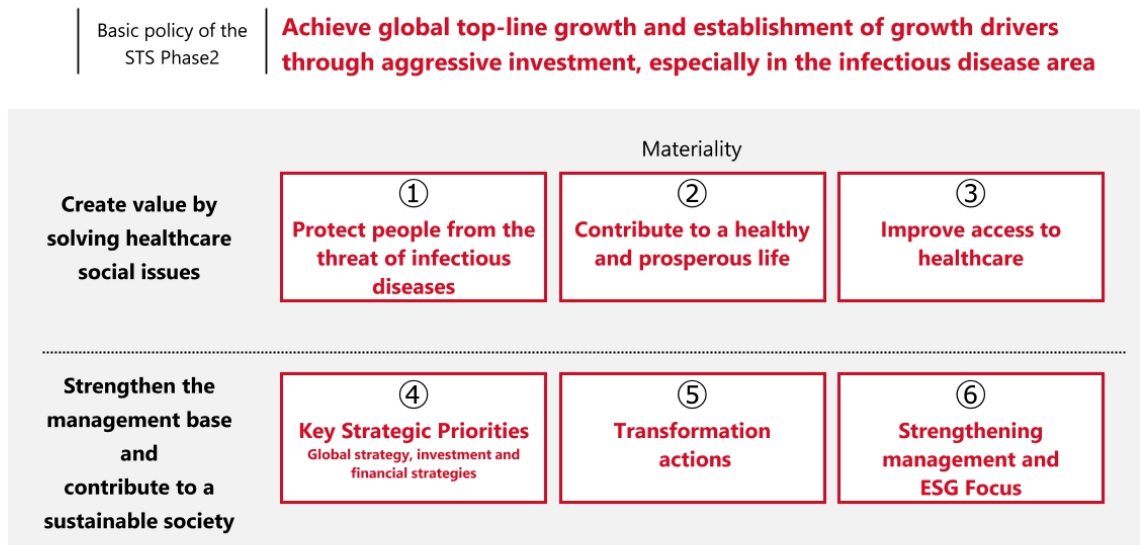 Basic policy of the
STS Phase2
Achieve global top-line growth and establishment of growth drivers
through aggressive investment, especially in the infectious disease area
Materiality
Create value by
solving healthcare
social issues
①
Protect people from the
threat of infectious
diseases
②
Contribute to a healthy
and prosperous life
③
Improve access to
healthcare
Strengthen the
management base
and
contribute to a
sustainable society
④
Key Strategic Priorities
Global strategy, investment and
financial strategies
⑤
Transformation
actions
⑥
Strengthening
management and
ESG Focus